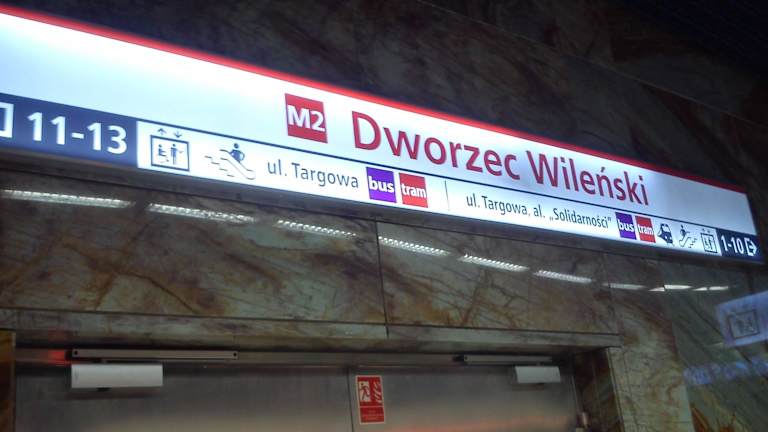 M2 Dworzec Wileński
11-13 ul. Targowa bus tram ul. Targowa, al. „Solidarności” bus tram 1-10